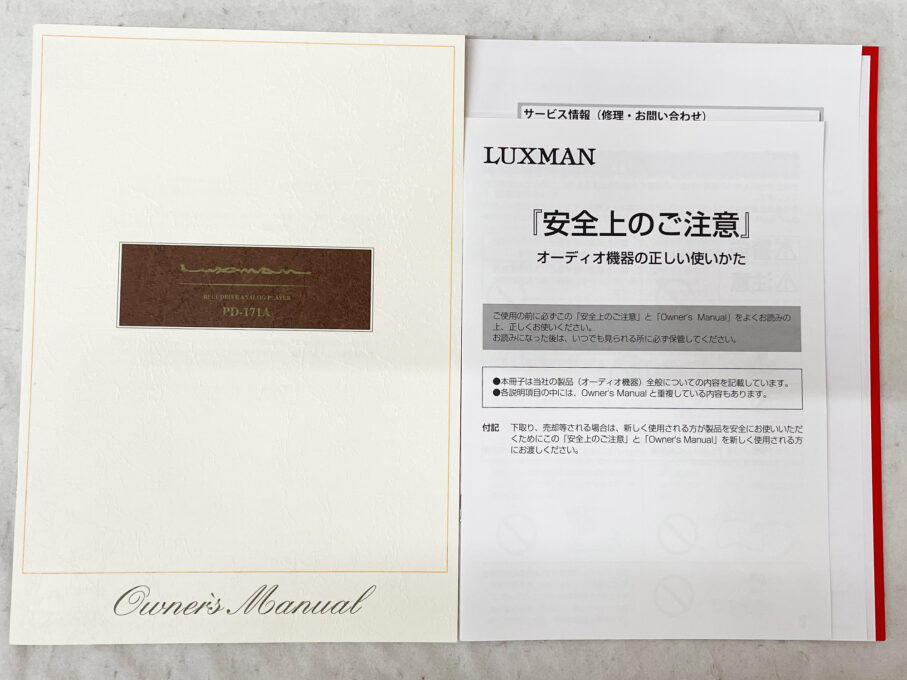 Luxman
BELT DRIVE ANALOG PLAYER
PD-171A
Owner's Manual
サービス情報（修理・お問い合わせ）
LUXMAN
『安全上のご注意』
オーディオ機器の正しい使いかた
ご使用の前に必ずこの「安全上のご注意」と「Owner's Manual」をよくお読みの
上、正しくお使いください。
お読みになった後は、いつでも見られる所に必ず保管してください。
●本冊子は当社の製品（オーディオ機器）全般についての内容を記載しています。
●各説明項目の中には、Owner's Manual と重複している内容もあります。
付記 下取り、売却等される場合は、新しく使用される方が製品を安全にお使いいただ
くためにこの「安全上のご注意」と「Owner's Manual」を新しく使用される方
にお渡しください。